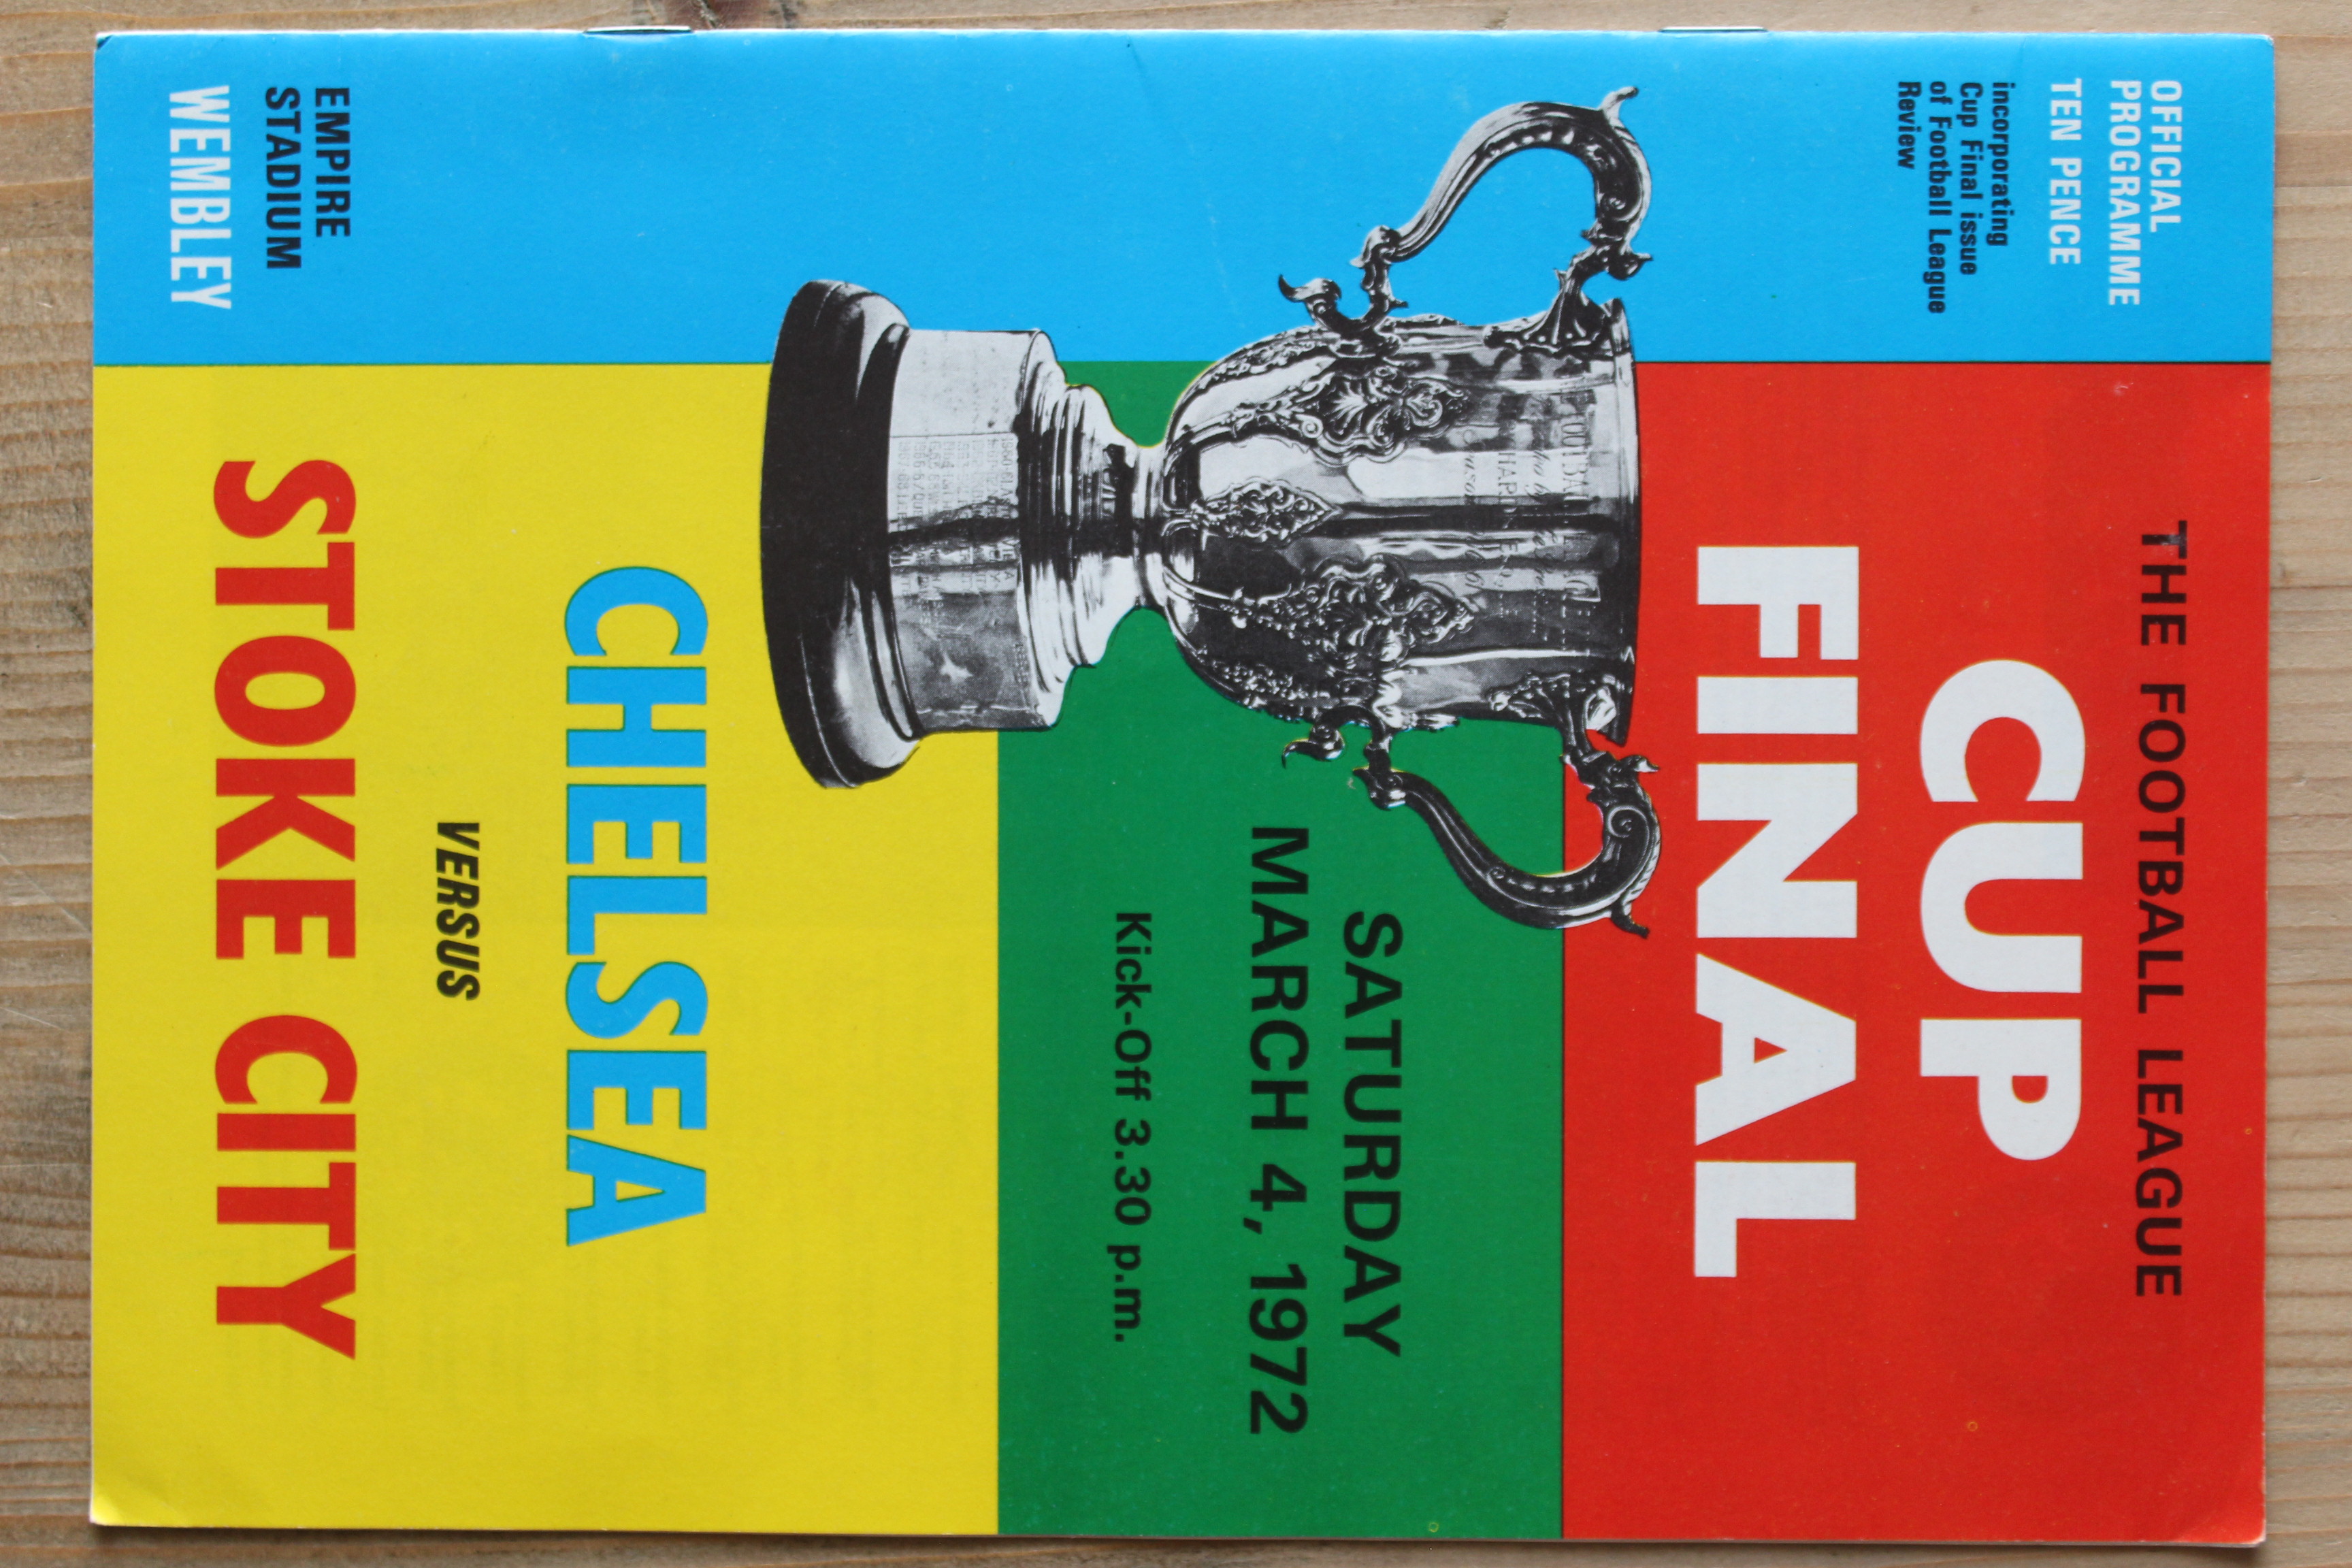 OFFICIAL
PROGRAMME
TEN PENCE
incorporating
Cup Final issue
of Football League
Review
THE FOOTBALL LEAGUE
CUP
FINAL
SATURDAY
MARCH 4, 1972
Kick-Off 3.30 p.m.
CHELSEA
VERSUS
STOKE CITY
EMPIRE
STADIUM
WEMBLEY